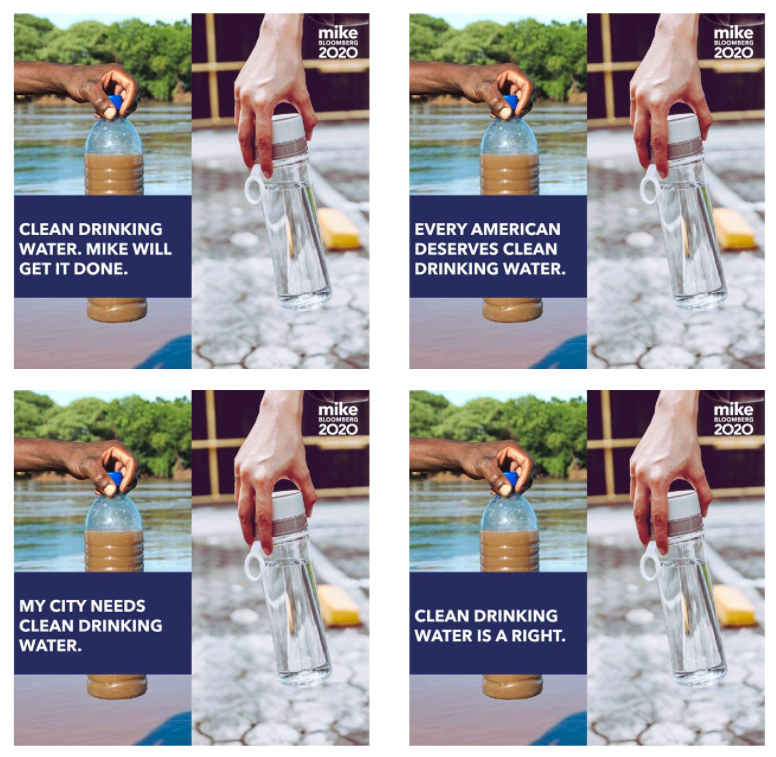 mike
BLOOMBERG
2020
CLEAN DRINKING
WATER. MIKE WILL
GET IT DONE.
mike
BLOOMBERG
2020
EVERY AMERICAN
DESERVES CLEAN
DRINKING WATER.
mike
BLOOMBERG
2020
MY CITY NEEDS
CLEAN DRINKING
WATER.
mike
BLOOMBERG
2020
CLEAN DRINKING
WATER IS A RIGHT.